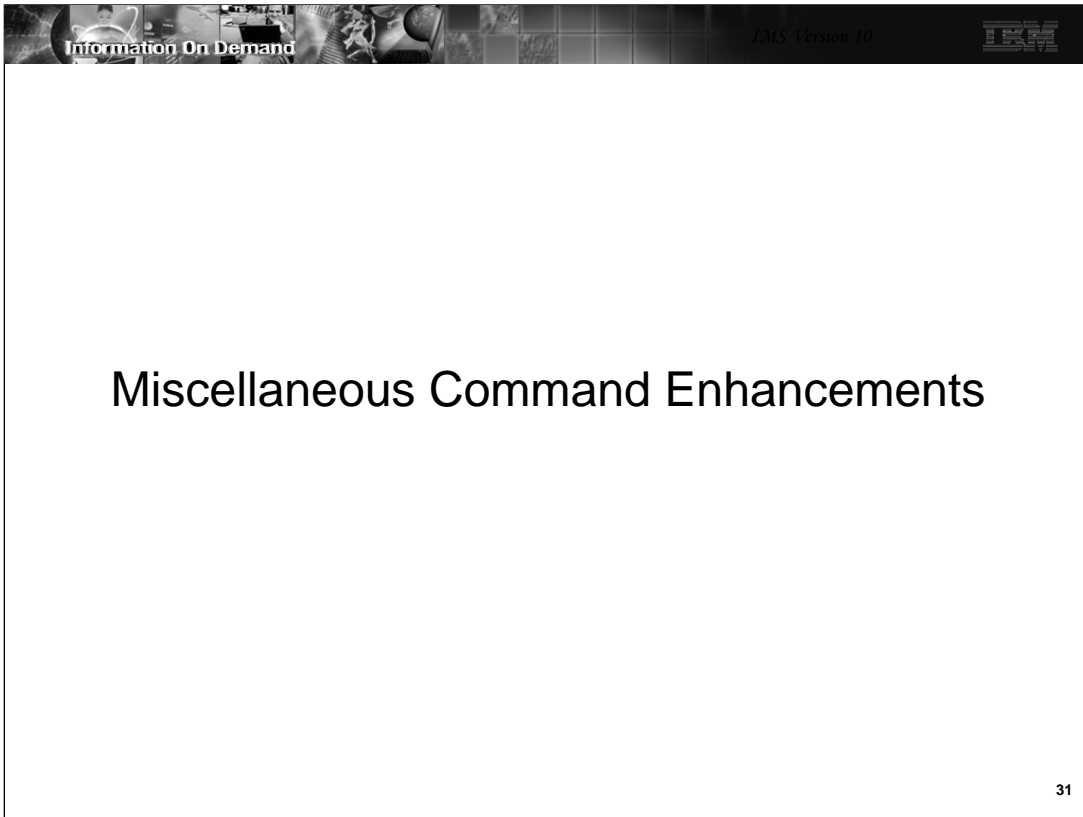 Information On Demand
IMS Version 10
IBM
Miscellaneous Command Enhancements
31